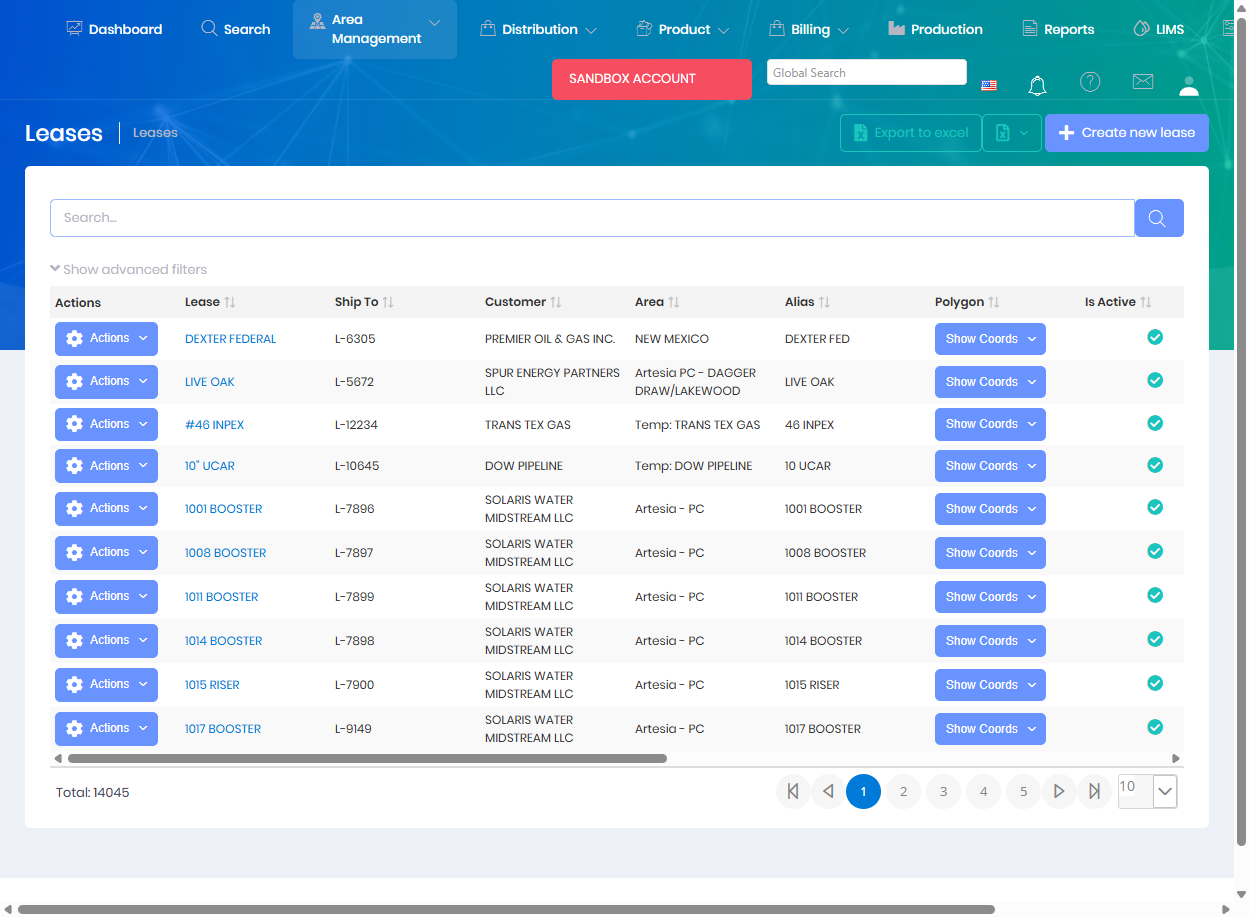 Dashboard Search Area Management Distribution Product Billing Production Reports LIMS
SANDBOX ACCOUNT Global Search
Leases Leases Export to excel Create new lease
Search...
Show advanced filters
Actions Lease Ship To Customer Area Alias Polygon Is Active
Actions DEXTER FEDERAL L-6305 PREMIER OIL & GAS INC. NEW MEXICO DEXTER FED Show Coords
Actions LIVE OAK L-5672 SPUR ENERGY PARTNERS LLC Artesia PC - DAGGER DRAW/LAKEWOOD LIVE OAK Show Coords
Actions #46 INPEX L-12234 TRANS TEX GAS Temp: TRANS TEX GAS 46 INPEX Show Coords
Actions 10" UCAR L-10645 DOW PIPELINE Temp: DOW PIPELINE 10 UCAR Show Coords
Actions 1001 BOOSTER L-7896 SOLARIS WATER MIDSTREAM LLC Artesia - PC 1001 BOOSTER Show Coords
Actions 1008 BOOSTER L-7897 SOLARIS WATER MIDSTREAM LLC Artesia - PC 1008 BOOSTER Show Coords
Actions 1011 BOOSTER L-7899 SOLARIS WATER MIDSTREAM LLC Artesia - PC 1011 BOOSTER Show Coords
Actions 1014 BOOSTER L-7898 SOLARIS WATER MIDSTREAM LLC Artesia - PC 1014 BOOSTER Show Coords
Actions 1015 RISER L-7900 SOLARIS WATER MIDSTREAM LLC Artesia - PC 1015 RISER Show Coords
Actions 1017 BOOSTER L-9149 SOLARIS WATER MIDSTREAM LLC Artesia - PC 1017 BOOSTER Show Coords
Total: 14045 1 2 3 4 5 10